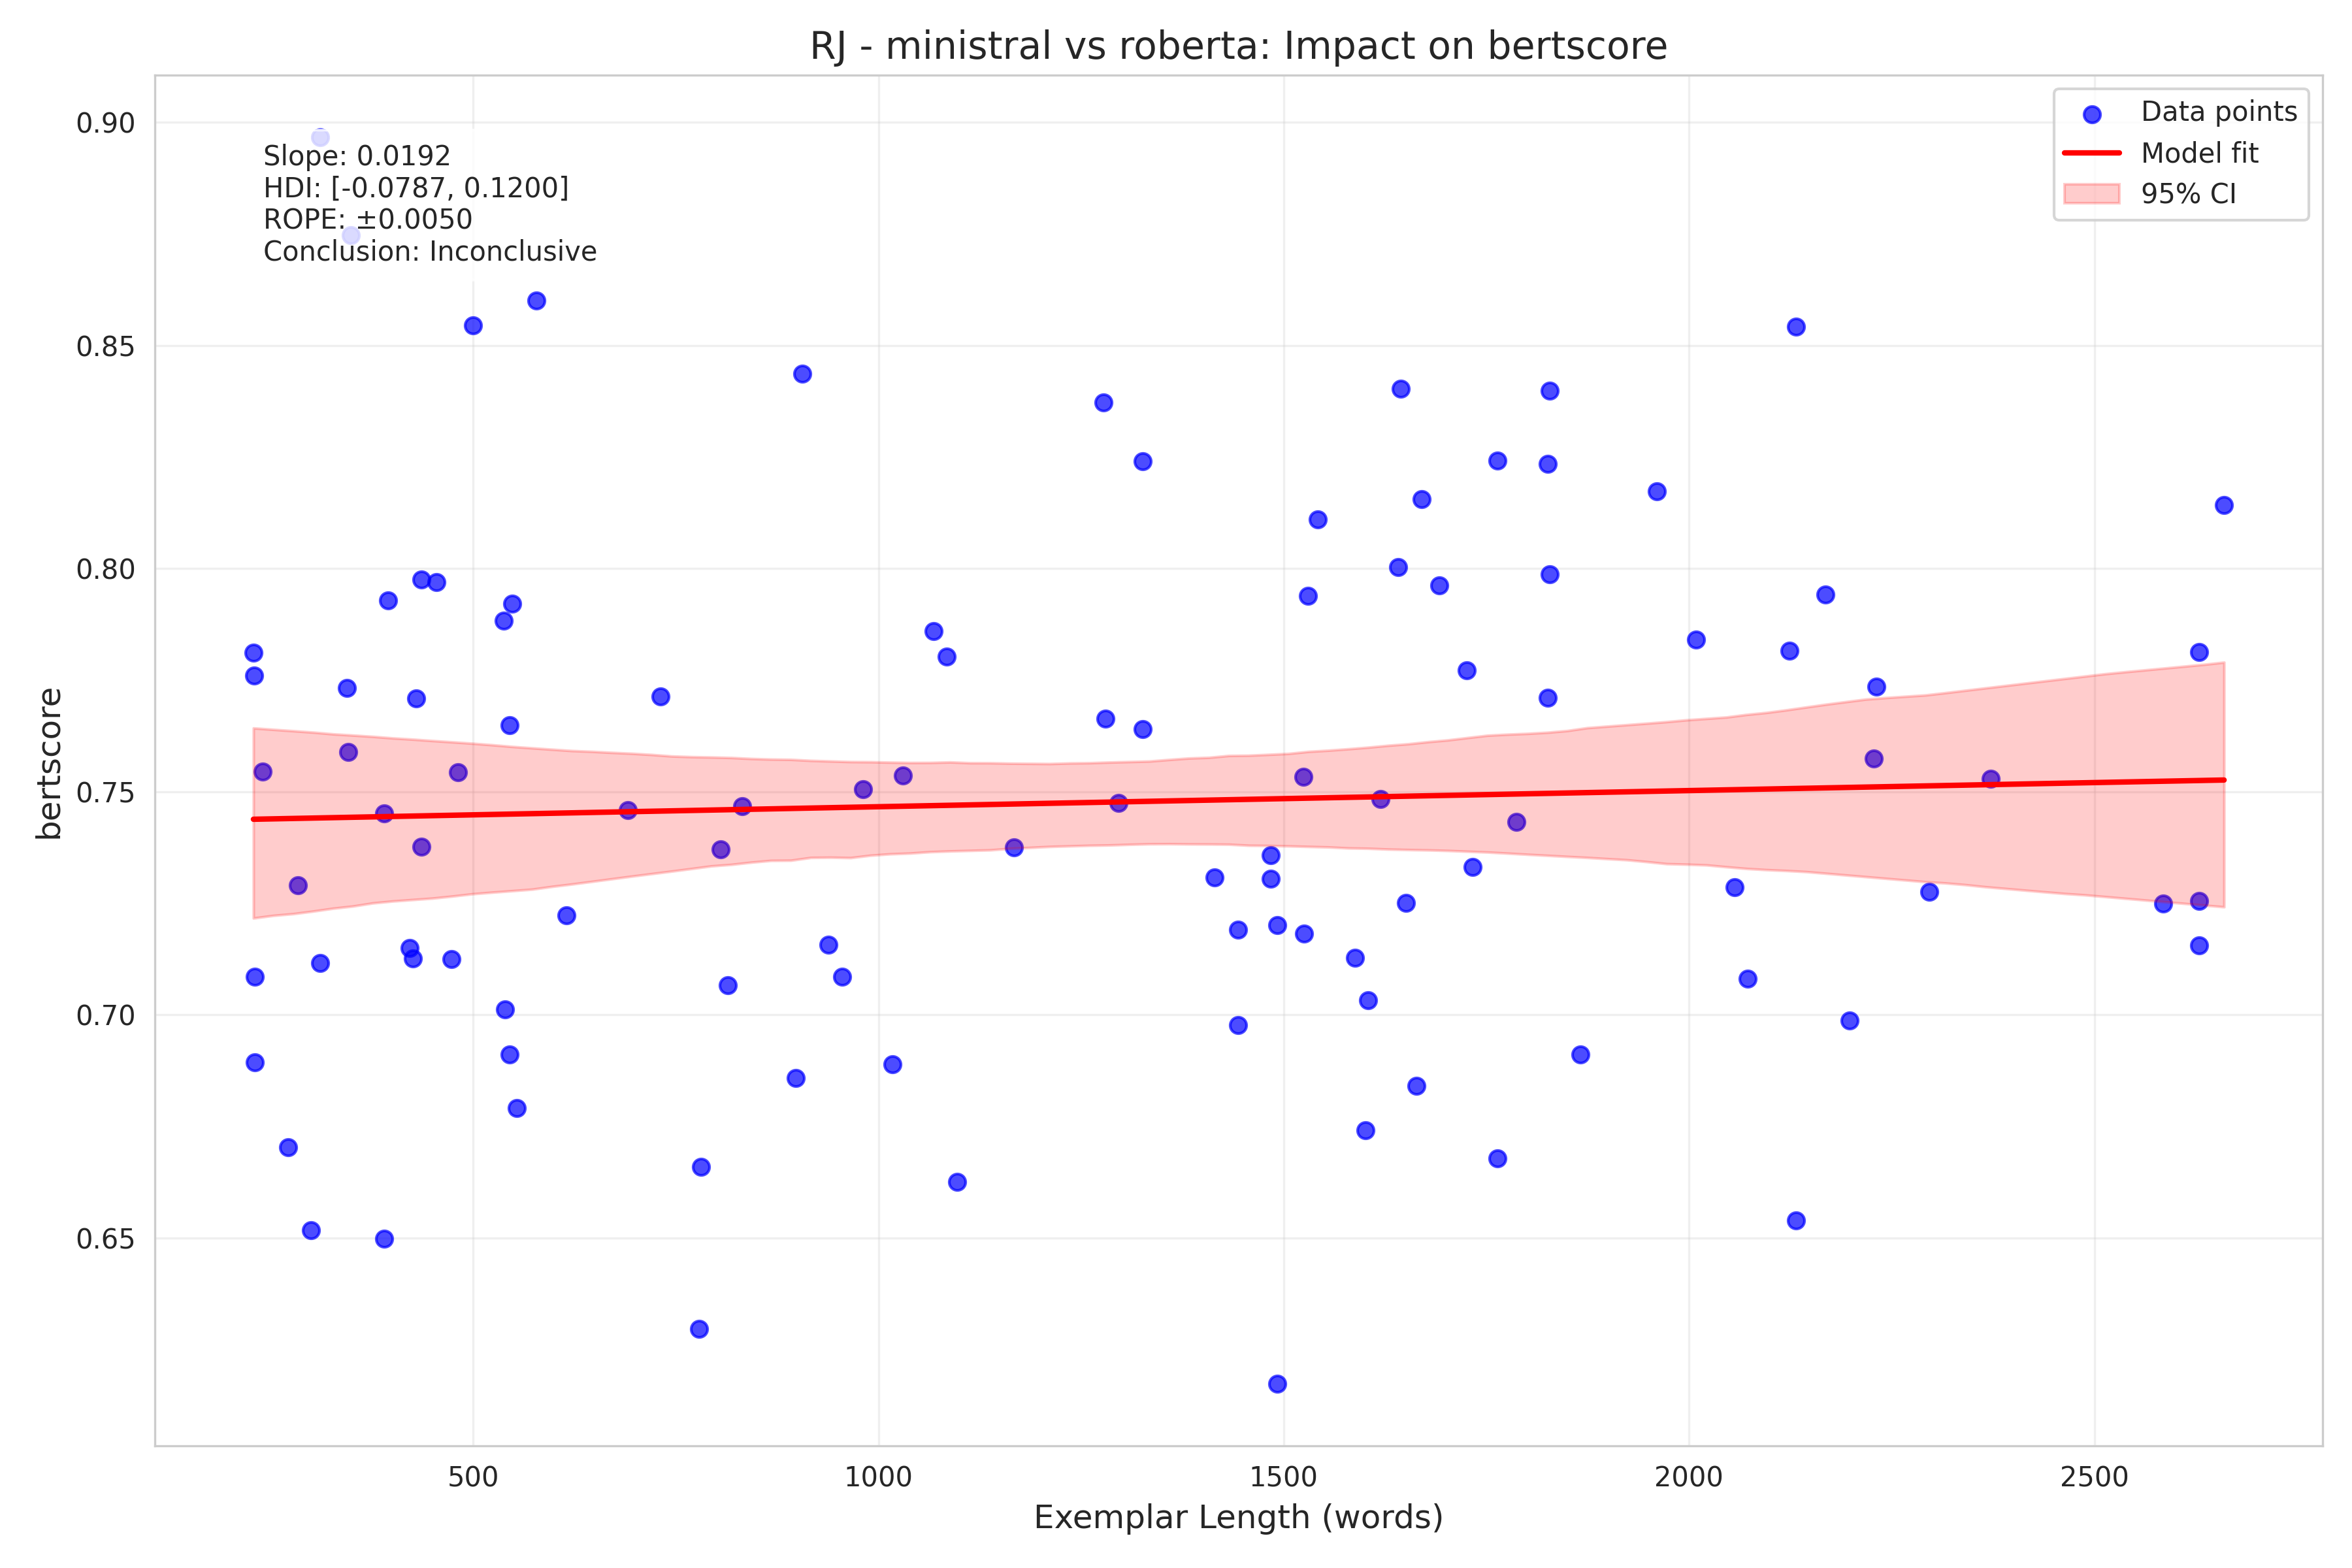 RJ - ministral vs roberta: Impact on bertscore
Data points
Model fit
95% CI
Slope: 0.0192
HDI: [-0.0787, 0.1200]
ROPE: ±0.0050
Conclusion: Inconclusive
bertscore
0.90
0.85
0.80
0.75
0.70
0.65
500
1000
1500
2000
2500
Exemplar Length (words)